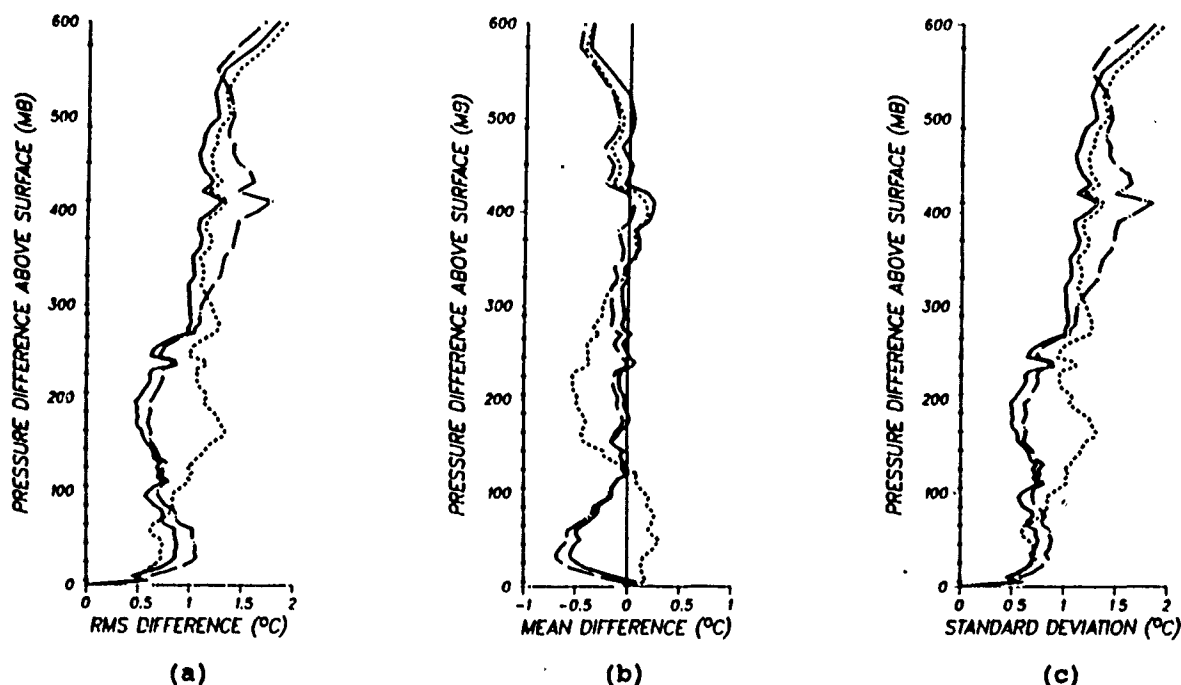 600
500
400
300
200
100
0
PRESSURE DIFFERENCE ABOVE SURFACE (MB)
0 0.5 1 1.5 2
RMS DIFFERENCE (°C)
(a)
600
500
400
300
200
100
0
PRESSURE DIFFERENCE ABOVE SURFACE (MB)
-1 -0.5 0 0.5 1
MEAN DIFFERENCE (°C)
(b)
600
500
400
300
200
100
0
PRESSURE DIFFERENCE ABOVE SURFACE (MB)
0 0.5 1 1.5 2
STANDARD DEVIATION (°C)
(c)